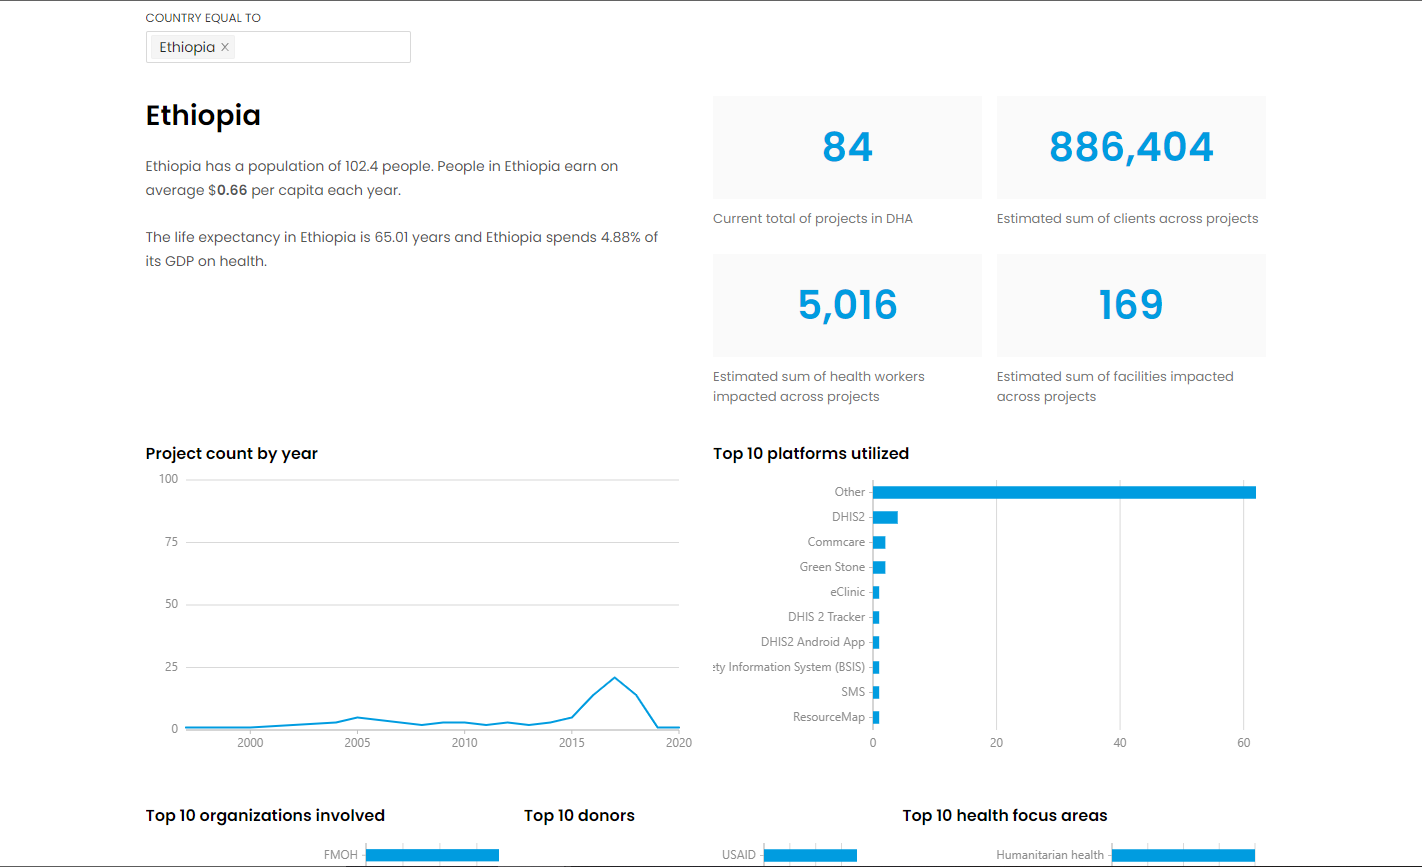 COUNTRY EQUAL TO
Ethiopia ×
Ethiopia
Ethiopia has a population of 102.4 people. People in Ethiopia earn on
average $0.66 per capita each year.
The life expectancy in Ethiopia is 65.01 years and Ethiopia spends 4.88% of
its GDP on health.
84
Current total of projects in DHA
886,404
Estimated sum of clients across projects
5,016
Estimated sum of health workers
impacted across projects
169
Estimated sum of facilities impacted
across projects
Project count by year
100
75
50
25
0
2000 2005 2010 2015 2020
Top 10 platforms utilized
Other
DHIS2
Commcare
Green Stone
eClinic
DHIS 2 Tracker
DHIS2 Android App
ety Information System (BSIS)
SMS
ResourceMap
0 20 40 60
Top 10 organizations involved
FMOH
Top 10 donors
USAID
Top 10 health focus areas
Humanitarian health